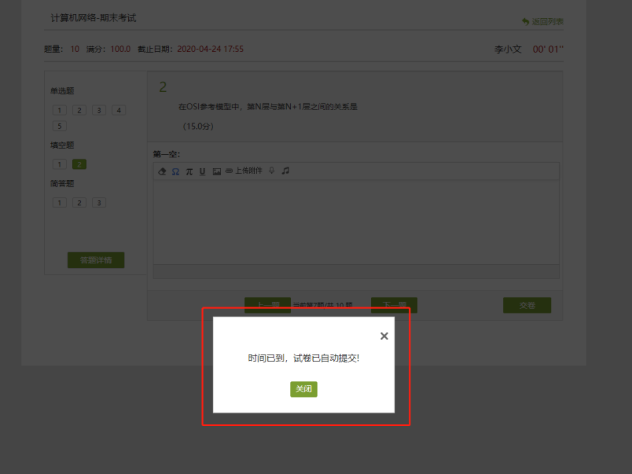 计算机网络-期末考试
返回列表
题量： 10 满分：100.0 截止日期：2020-04-24 17:55
李小文 00' 01''
单选题
1 2 3 4
5
填空题
1 2
简答题
1 2 3
答题详情
2
在OSI参考模型中，第N层与第N+1层之间的关系是
（15.0分）
第一空：
Ω π U 上传附件
上一题 当前第7题/共 10 题 下一题 交卷
时间已到，试卷已自动提交!
关闭